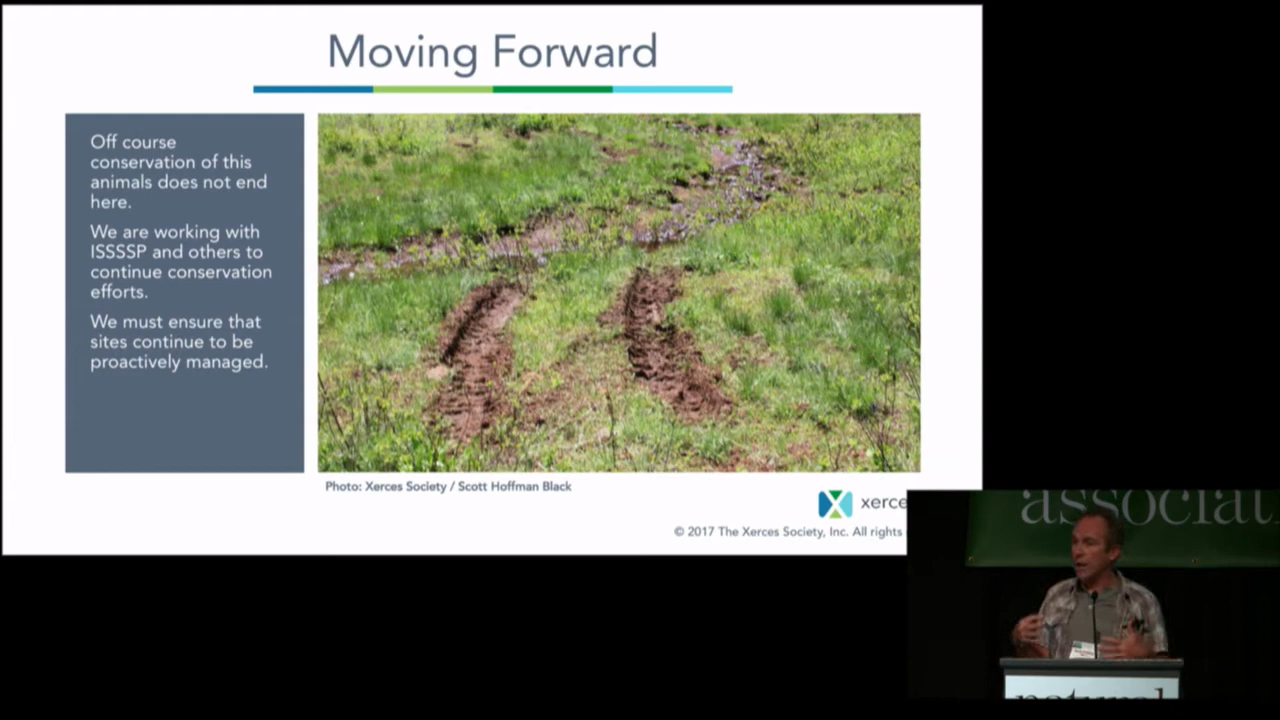 Moving Forward
Off course
conservation of this
animals does not end
here.
We are working with
ISSSSP and others to
continue conservation
efforts.
We must ensure that
sites continue to be
proactively managed.
Photo: Xerces Society / Scott Hoffman Black
xerce
© 2017 The Xerces Society, Inc. All rights
associat
natural